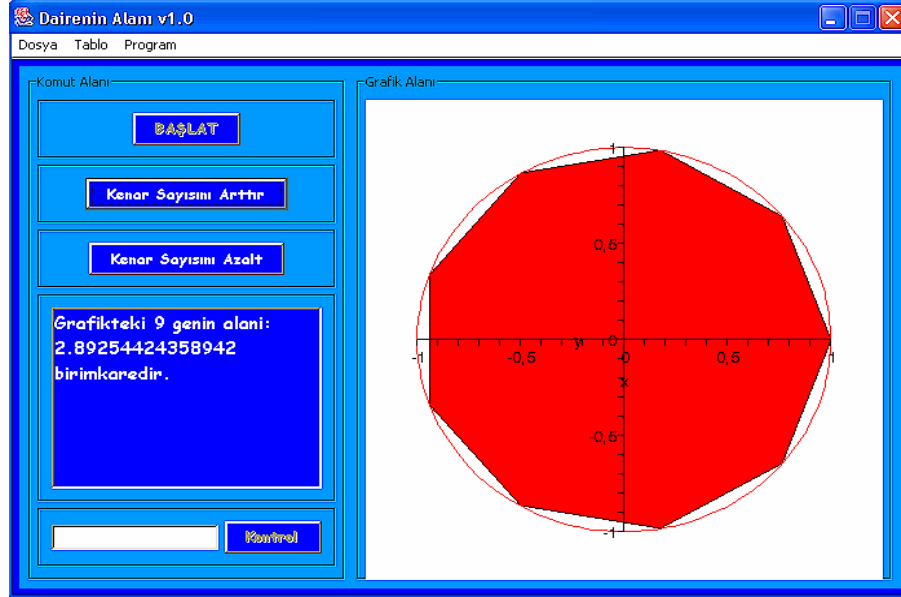 Dairenin Alanı v1.0
Dosya Tablo Program
Komut Alanı
BAŞLAT
Kenar Sayısını Arttır
Kenar Sayısını Azalt
Grafikteki 9 genin alani:
2.89254424358942
birimkaredir.
Kontrol
Grafik Alanı
1
0,5
y 0
-1 -0,5 -0 0,5 1
x
-0,5
-1